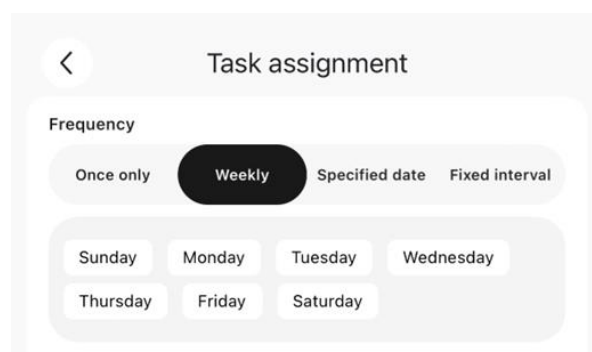 Task assignment
Frequency
Once only Weekly Specified date Fixed interval
Sunday Monday Tuesday Wednesday
Thursday Friday Saturday